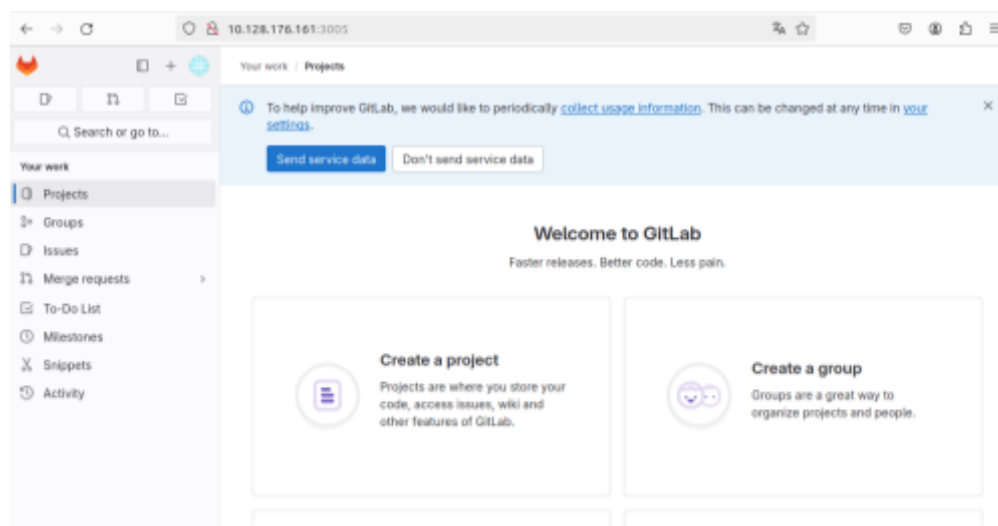 10.128.176.161:3005
Your work / Projects
Search or go to...
Your work
Projects
Groups
Issues
Merge requests
To-Do List
Milestones
Snippets
Activity
To help improve GitLab, we would like to periodically collect usage information. This can be changed at any time in your
settings.
Send service data
Don't send service data
Welcome to GitLab
Faster releases. Better code. Less pain.
Create a project
Projects are where you store your
code, access issues, wiki and
other features of GitLab.
Create a group
Groups are a great way to
organize projects and people.